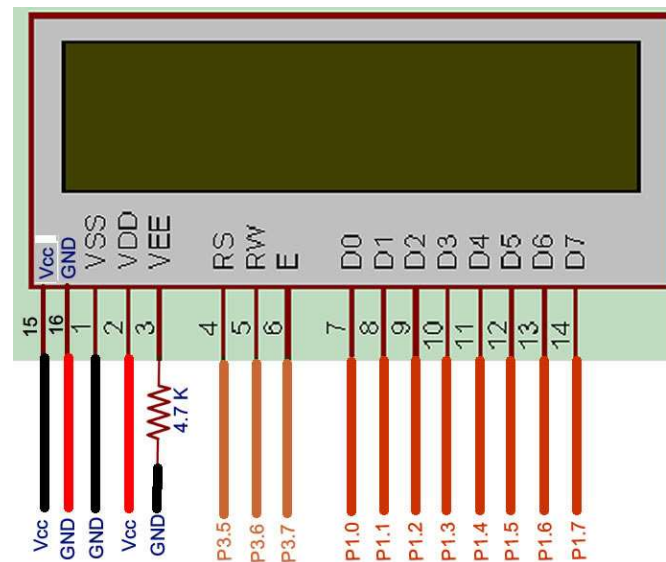 Vcc
GND
VSS
VDD
VEE
RS
RW
E
D0
D1
D2
D3
D4
D5
D6
D7
15
16
1
2
3
4
5
6
7
8
9
10
11
12
13
14
4.7 K
Vcc
GND
GND
Vcc
GND
P3.5
P3.6
P3.7
P1.0
P1.1
P1.2
P1.3
P1.4
P1.5
P1.6
P1.7